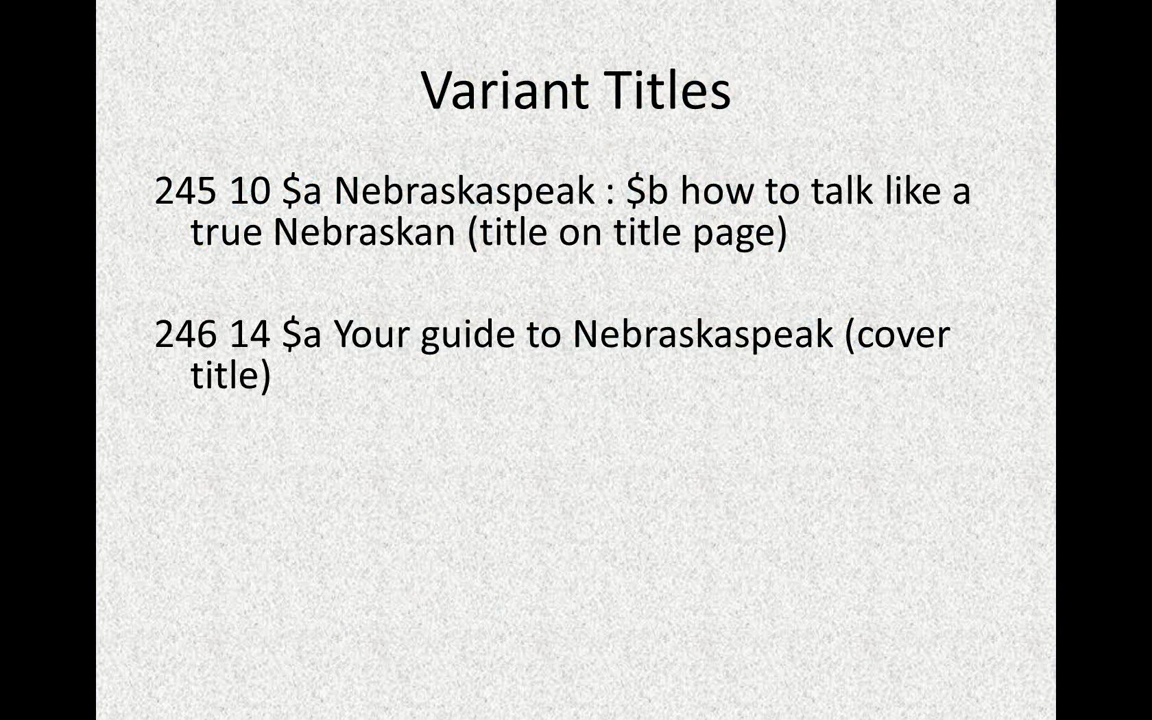 Variant Titles
245 10 $a Nebraskaspeak : $b how to talk like a
true Nebraskan (title on title page)
246 14 $a Your guide to Nebraskaspeak (cover
title)